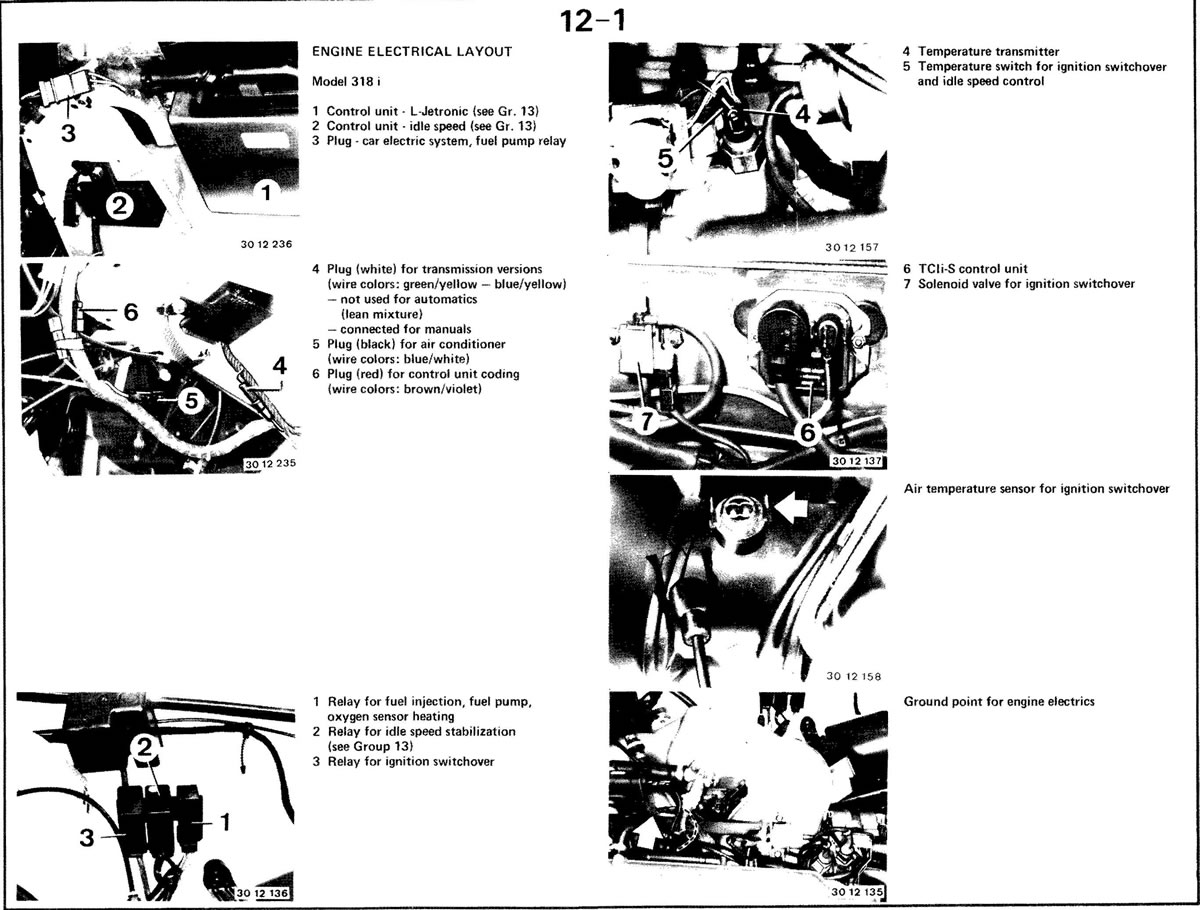 12-1
ENGINE ELECTRICAL LAYOUT
Model 318 i
1 Control unit - L-Jetronic (see Gr. 13)
2 Control unit - idle speed (see Gr. 13)
3 Plug - car electric system, fuel pump relay
3
2
1
30 12 236
4 Plug (white) for transmission versions
(wire colors: green/yellow – blue/yellow)
– not used for automatics
(lean mixture)
– connected for manuals
5 Plug (black) for air conditioner
(wire colors: blue/white)
6 Plug (red) for control unit coding
(wire colors: brown/violet)
6
4
5
30 12 235
1 Relay for fuel injection, fuel pump,
oxygen sensor heating
2 Relay for idle speed stabilization
(see Group 13)
3 Relay for ignition switchover
2
3
1
30 12 136
4 Temperature transmitter
5 Temperature switch for ignition switchover
and idle speed control
4
5
30 12 157
6 TCIi-S control unit
7 Solenoid valve for ignition switchover
7
6
30 12 137
Air temperature sensor for ignition switchover
30 12 158
Ground point for engine electrics
30 12 135